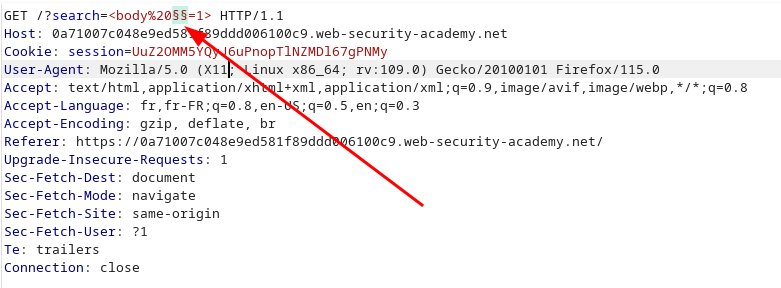 GET /?search=<body%20§§=1> HTTP/1.1
Host: 0a71007c048e9ed581f89ddd006100c9.web-security-academy.net
Cookie: session=
User-Agent: Mozilla/5.0 (X11; Linux x86_64; rv:109.0) Gecko/20100101 Firefox/115.0
Accept: text/html,application/xhtml+xml,application/xml;q=0.9,image/avif,image/webp,*/*;q=0.8
Accept-Language: fr,fr-FR;q=0.8,en-US;q=0.5,en;q=0.3
Accept-Encoding: gzip, deflate, br
Referer: https://0a71007c048e9ed581f89ddd006100c9.web-security-academy.net/
Upgrade-Insecure-Requests: 1
Sec-Fetch-Dest: document
Sec-Fetch-Mode: navigate
Sec-Fetch-Site: same-origin
Sec-Fetch-User: ?1
Te: trailers
Connection: close